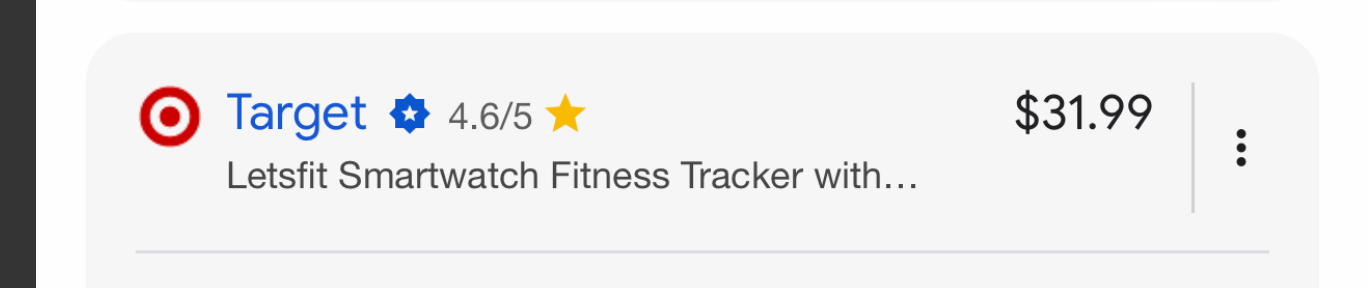 Target 4.6/5 $31.99
Letsfit Smartwatch Fitness Tracker with...